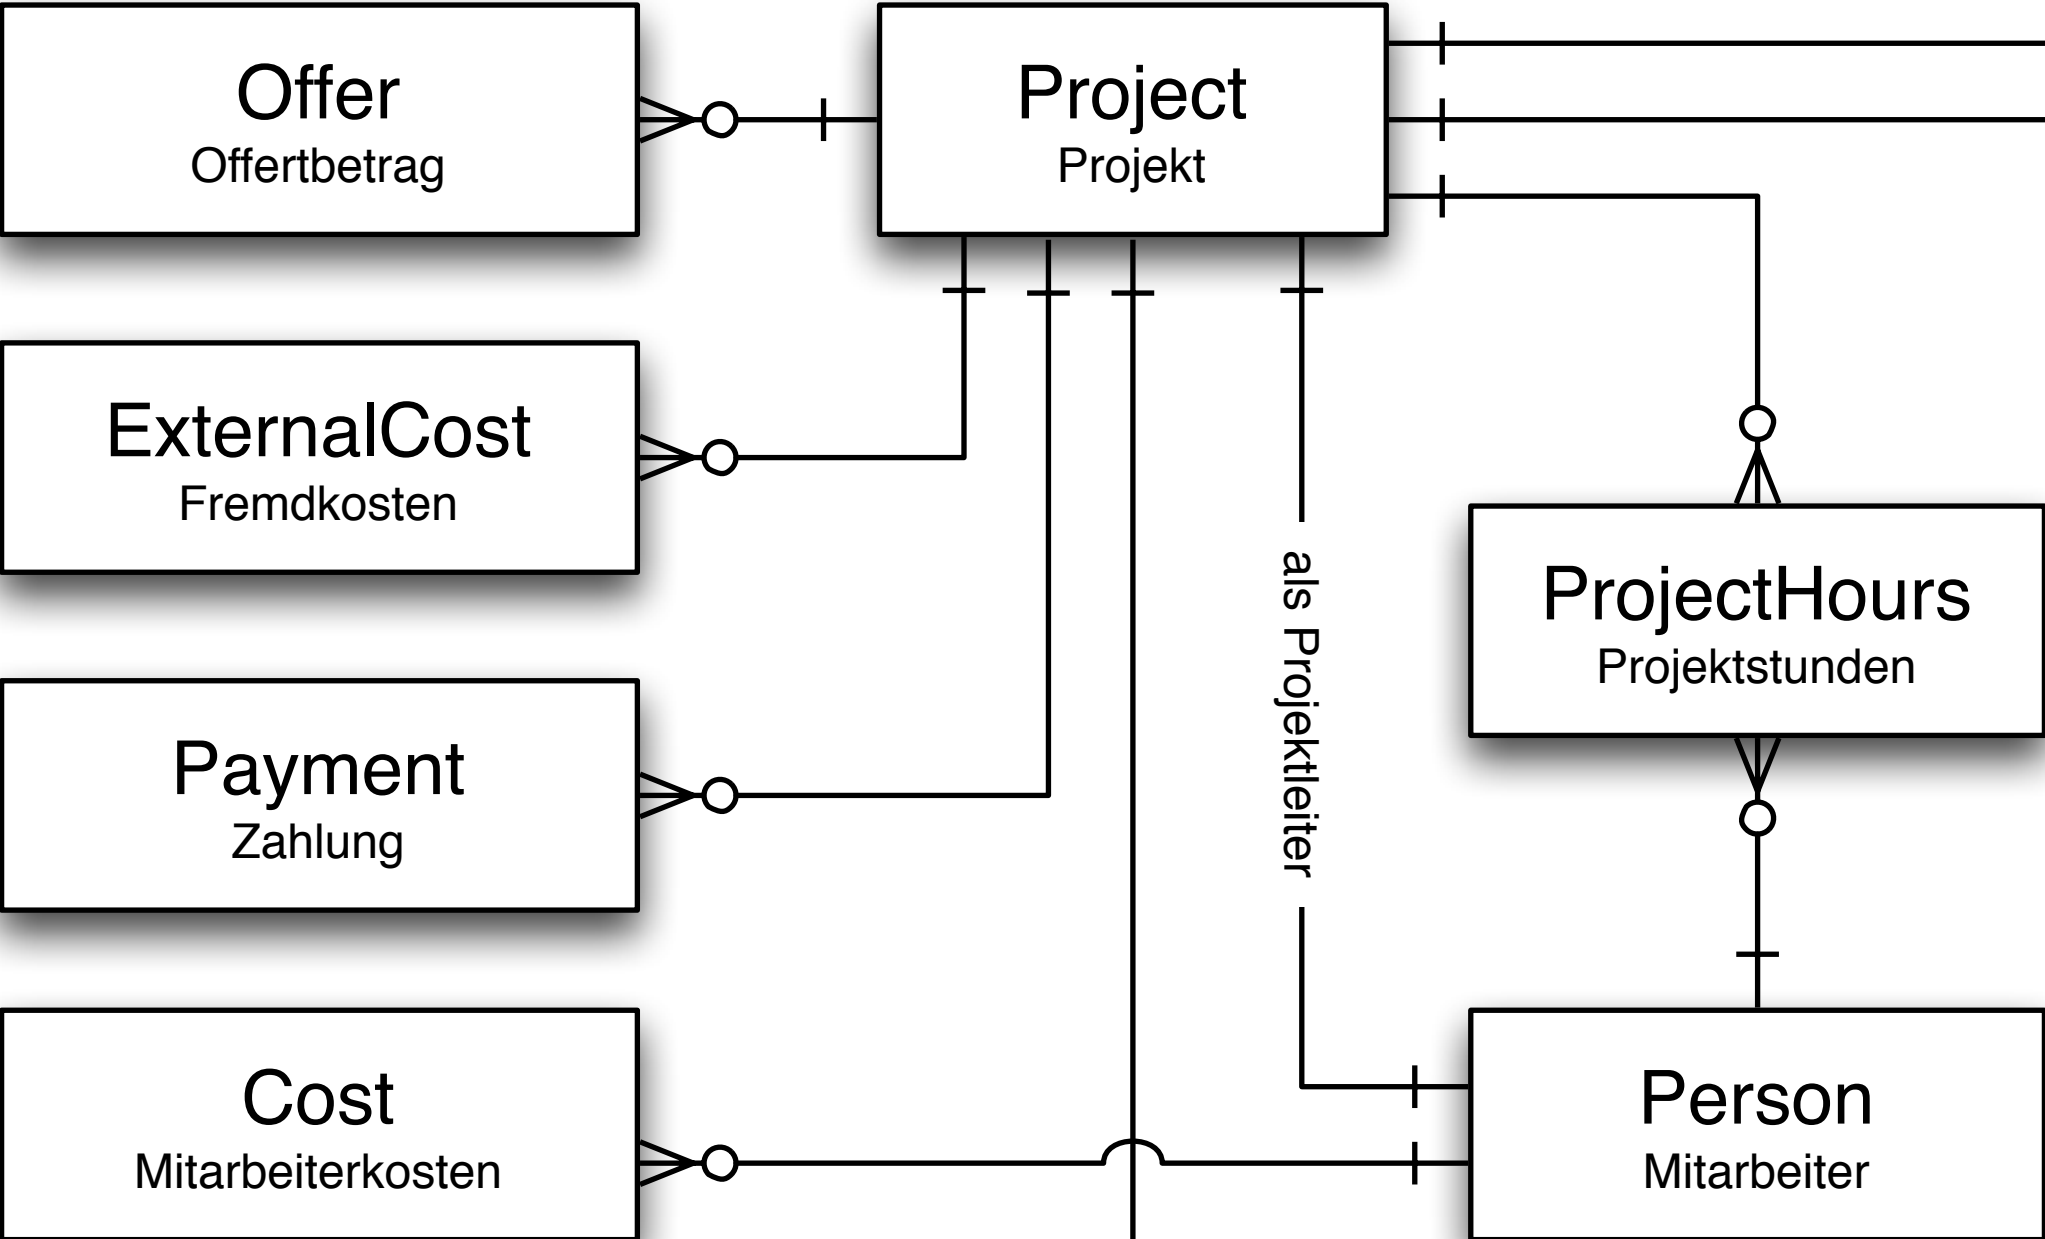 Offer
Offertbetrag
Project
Projekt
ExternalCost
Fremdkosten
Payment
Zahlung
als Projektleiter
ProjectHours
Projektstunden
Cost
Mitarbeiterkosten
Person
Mitarbeiter